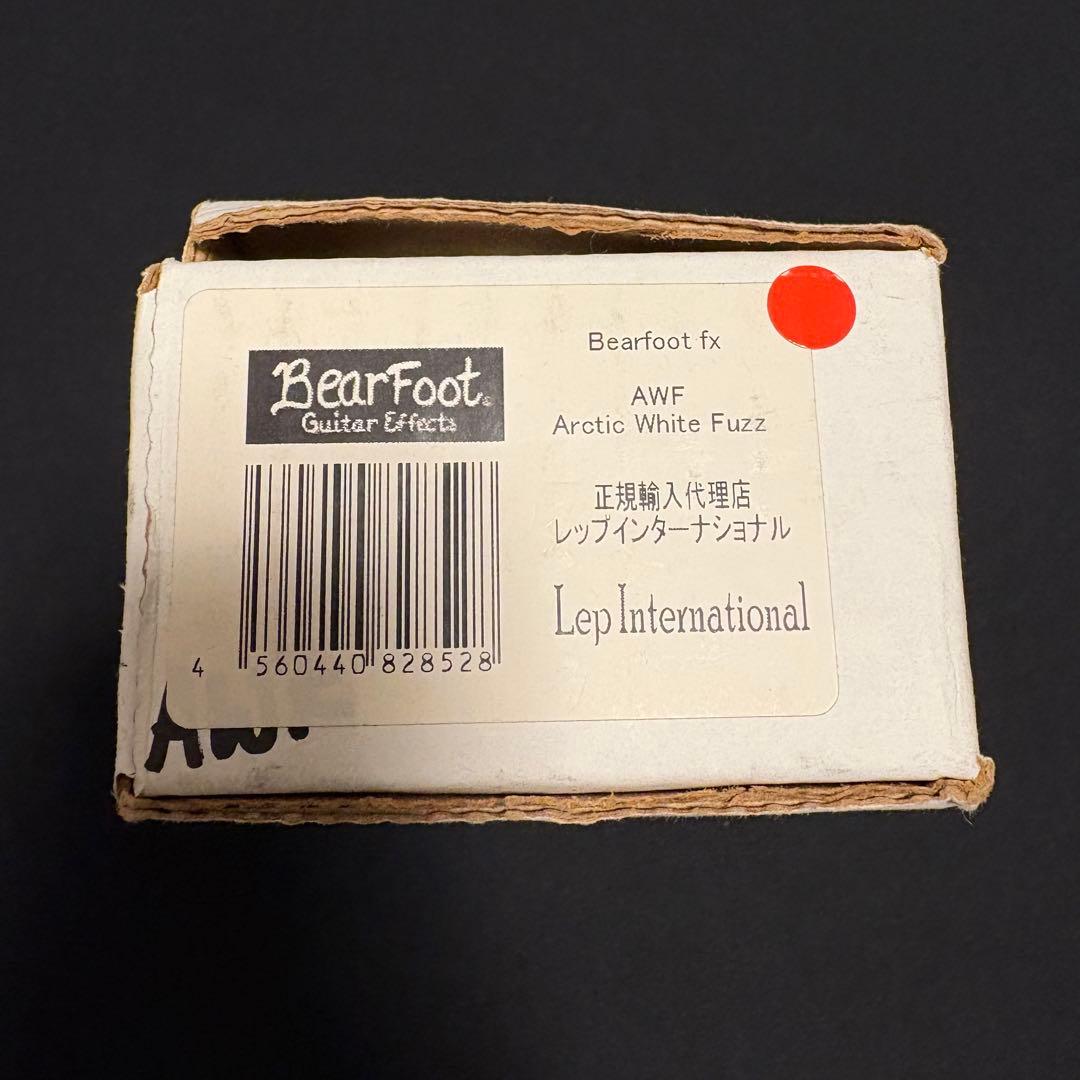 BearFoot
Guitar Effects
4 560440 828528
Bearfoot fx
AWF
Arctic White Fuzz
正規輸入代理店
レップインターナショナル
Lep International